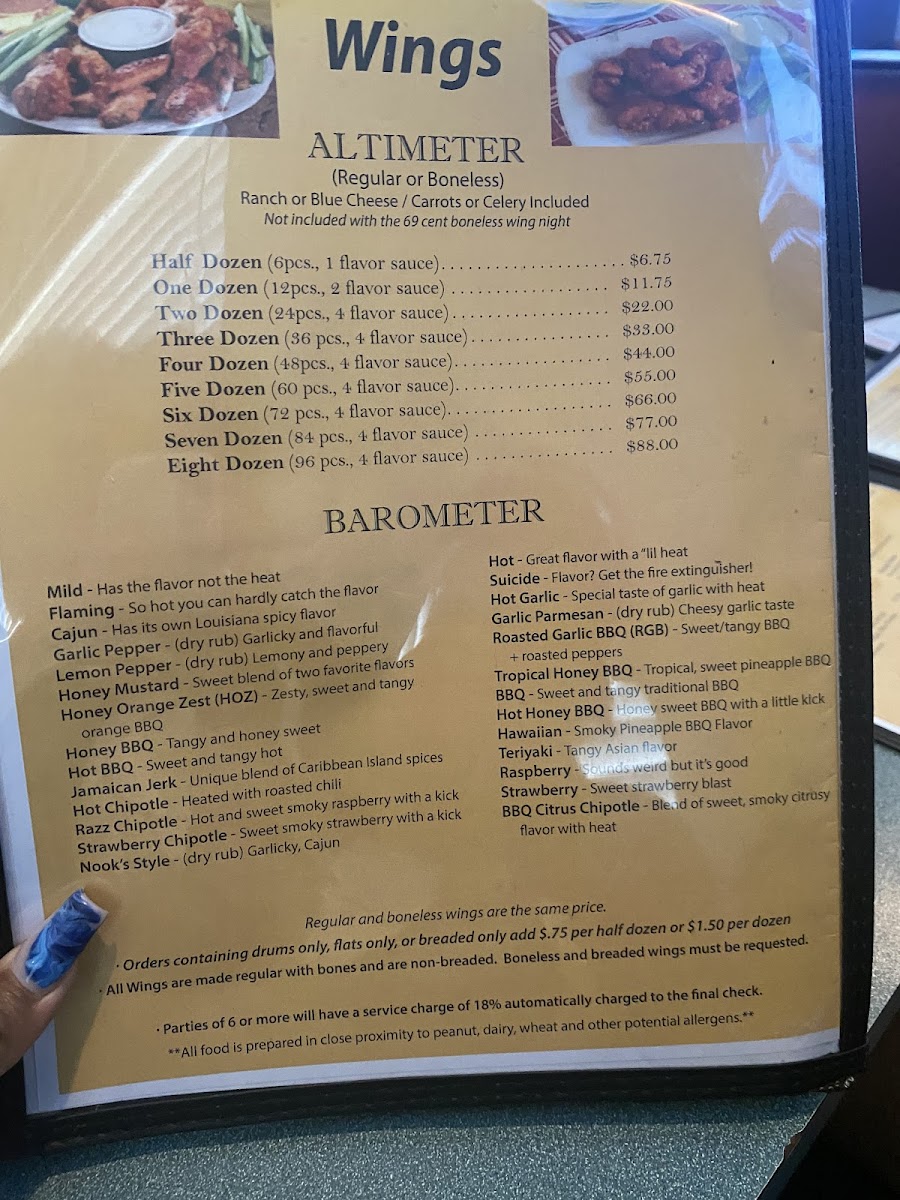 Wings
ALTIMETER
(Regular or Boneless)
Ranch or Blue Cheese / Carrots or Celery Included
Not included with the 69 cent boneless wing night
Half Dozen (6pcs., 1 flavor sauce)........................ $6.75
One Dozen (12pcs., 2 flavor sauce) .................. $11.75
Two Dozen (24pcs., 4 flavor sauce).................. $22.00
Three Dozen (36 pcs., 4 flavor sauce)................ $33.00
Four Dozen (48pcs., 4 flavor sauce).................. $44.00
Five Dozen (60 pcs., 4 flavor sauce).................. $55.00
Six Dozen (72 pcs., 4 flavor sauce)................... $66.00
Seven Dozen (84 pcs., 4 flavor sauce) ................ $77.00
Eight Dozen (96 pcs., 4 flavor sauce) ................ $88.00
BAROMETER
Mild - Has the flavor not the heat
Flaming - So hot you can hardly catch the flavor
Cajun - Has its own Louisiana spicy flavor
Garlic Pepper - (dry rub) Garlicky and flavorful
Lemon Pepper - (dry rub) Lemony and peppery
Honey Mustard - Sweet blend of two favorite flavors
Honey Orange Zest (HOZ) - Zesty, sweet and tangy
orange BBQ
Honey BBQ - Tangy and honey sweet
Hot BBQ - Sweet and tangy hot
Jamaican Jerk - Unique blend of Caribbean Island spices
Hot Chipotle - Heated with roasted chili
Razz Chipotle - Hot and sweet smoky raspberry with a kick
Strawberry Chipotle - Sweet smoky strawberry with a kick
Nook's Style - (dry rub) Garlicky, Cajun
Hot - Great flavor with a "lil heat
Suicide - Flavor? Get the fire extinguisher!
Hot Garlic - Special taste of garlic with heat
Garlic Parmesan - (dry rub) Cheesy garlic taste
Roasted Garlic BBQ (RGB) - Sweet/tangy BBQ
+ roasted peppers
Tropical Honey BBQ - Tropical, sweet pineapple BBQ
BBQ - Sweet and tangy traditional BBQ
Hot Honey BBQ - Honey sweet BBQ with a little kick
Hawaiian - Smoky Pineapple BBQ Flavor
Teriyaki - Tangy Asian flavor
Raspberry - Sounds weird but it's good
Strawberry - Sweet strawberry blast
BBQ Citrus Chipotle - Blend of sweet, smoky citrusy
flavor with heat
Regular and boneless wings are the same price.
· Orders containing drums only, flats only, or breaded only add $.75 per half dozen or $1.50 per dozen
· All Wings are made regular with bones and are non-breaded. Boneless and breaded wings must be requested.
· Parties of 6 or more will have a service charge of 18% automatically charged to the final check.
**All food is prepared in close proximity to peanut, dairy, wheat and other potential allergens.**